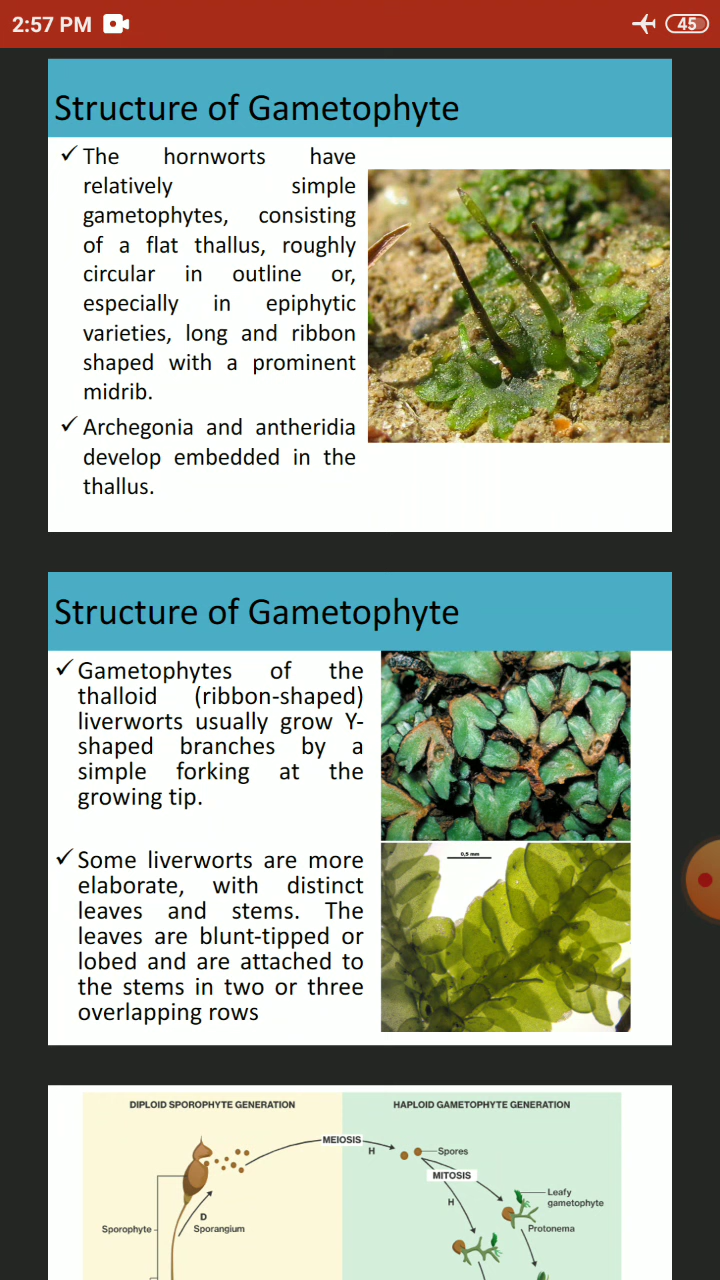 2:57 PM
45
Structure of Gametophyte
✓ The hornworts have
relatively simple
gametophytes, consisting
of a flat thallus, roughly
circular in outline or,
especially in epiphytic
varieties, long and ribbon
shaped with a prominent
midrib.
✓ Archegonia and antheridia
develop embedded in the
thallus.
Structure of Gametophyte
✓ Gametophytes of the
thalloid (ribbon-shaped)
liverworts usually grow Y-
shaped branches by a
simple forking at the
growing tip.
✓ Some liverworts are more
elaborate, with distinct
leaves and stems. The
leaves are blunt-tipped or
lobed and are attached to
the stems in two or three
overlapping rows
0,5 mm
DIPLOID SPOROPHYTE GENERATION
HAPLOID GAMETOPHYTE GENERATION
MEIOSIS
H
Spores
MITOSIS
H
Leafy
gametophyte
Protonema
D
Sporangium
Sporophyte